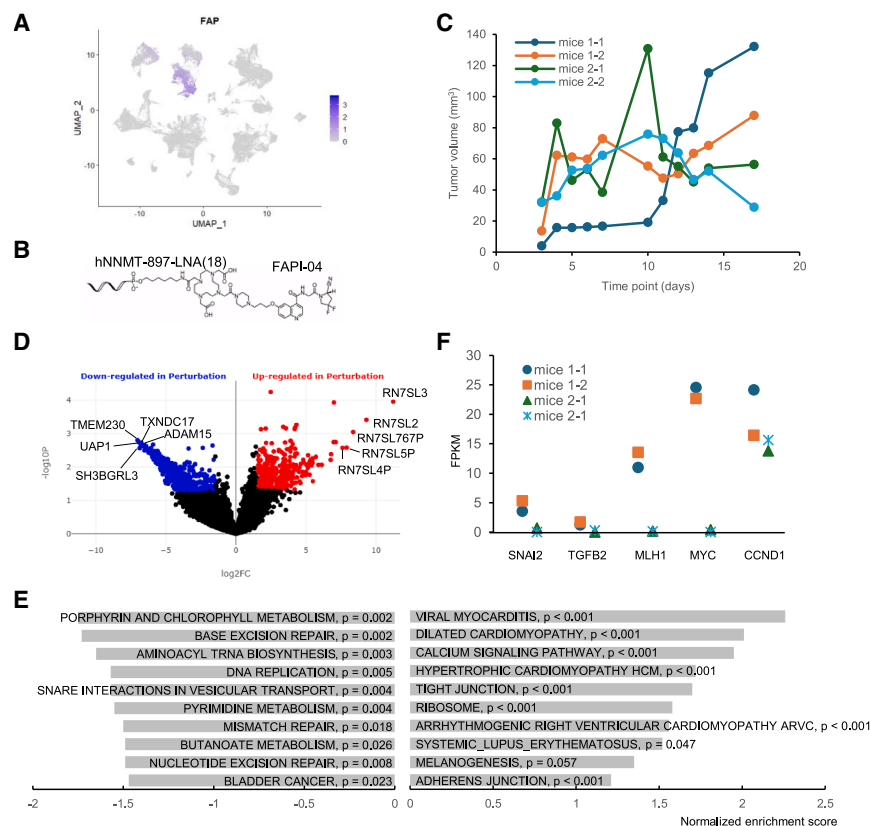 A
FAP
10
0
-10
UMAP_2
-10
0
10
UMAP_1
3
2
1
0
B
hNNMT-897-LNA(18)
FAPI-04
O
P
O
O-
N
H
O
OH
N
N
N
N
O
OH
O
N
N
O
N
O
N
H
O
N
CN
F
F
C
mice 1-1
mice 1-2
mice 2-1
mice 2-2
140
120
100
80
60
40
20
0
Tumor volume (mm³)
0
5
10
15
20
Time point (days)
D
Down-regulated in Perturbation
Up-regulated in Perturbation
RN7SL3
RN7SL2
RN7SL767P
RN7SL5P
RN7SL4P
TXNDC17
TMEM230
ADAM15
UAP1
SH3BGRL3
4
3
2
1
0
-log10P
−10
−5
0
5
10
log2FC
F
mice 1-1
mice 1-2
mice 2-1
mice 2-1
30
25
20
15
10
5
0
FPKM
SNAI2
TGFB2
MLH1
MYC
CCND1
E
PORPHYRIN AND CHLOROPHYLL METABOLISM, p = 0.002
BASE EXCISION REPAIR, p = 0.002
AMINOACYL TRNA BIOSYNTHESIS, p = 0.003
DNA REPLICATION, p = 0.005
SNARE INTERACTIONS IN VESICULAR TRANSPORT, p = 0.004
PYRIMIDINE METABOLISM, p = 0.004
MISMATCH REPAIR, p = 0.018
BUTANOATE METABOLISM, p = 0.026
NUCLEOTIDE EXCISION REPAIR, p = 0.008
BLADDER CANCER, p = 0.023
-2
-1.5
-1
-0.5
0
VIRAL MYOCARDITIS, p < 0.001
DILATED CARDIOMYOPATHY, p < 0.001
CALCIUM SIGNALING PATHWAY, p < 0.001
HYPERTROPHIC CARDIOMYOPATHY HCM, p < 0.001
TIGHT JUNCTION, p < 0.001
RIBOSOME, p < 0.001
ARRHYTHMOGENIC RIGHT VENTRICULAR CARDIOMYOPATHY ARVC, p < 0.001
SYSTEMIC_LUPUS_ERYTHEMATOSUS, p = 0.047
MELANOGENESIS, p = 0.057
ADHERENS JUNCTION, p < 0.001
0
0.5
1
1.5
2
2.5
Normalized enrichment score